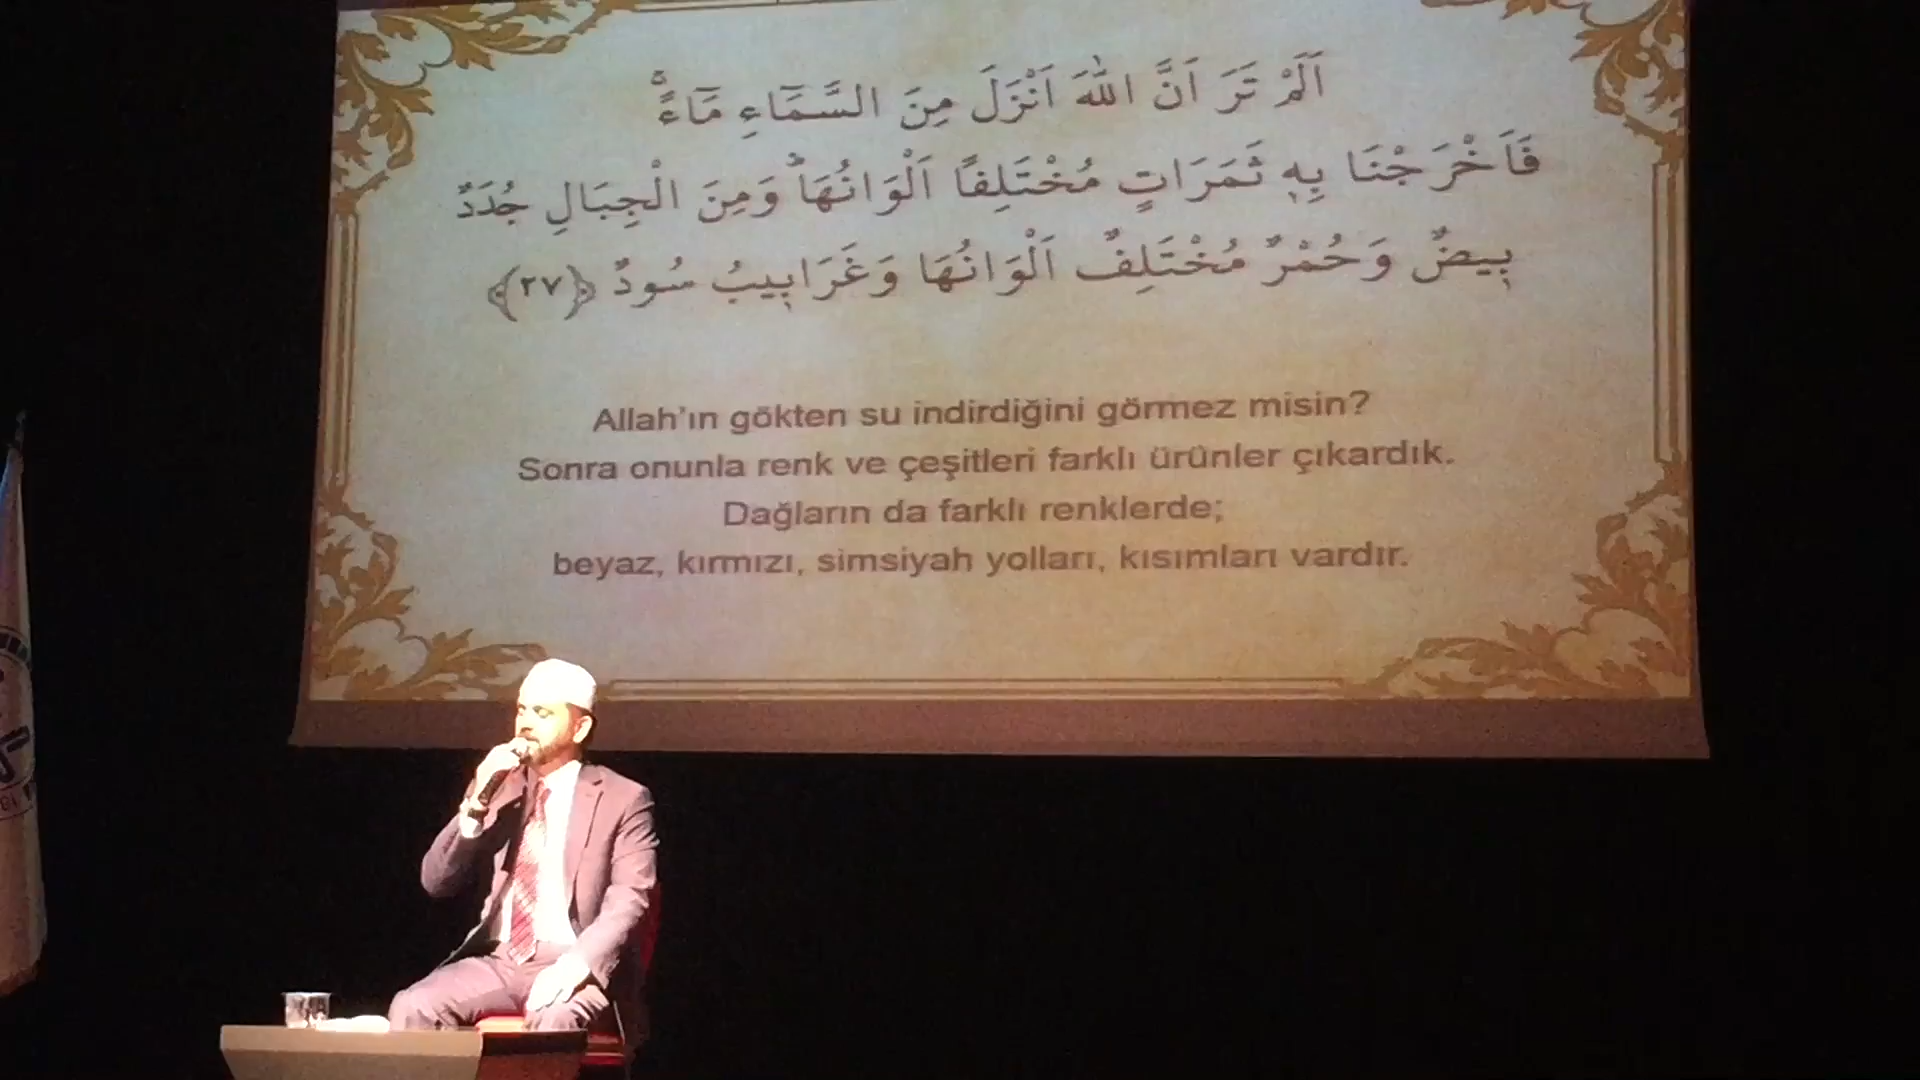 اَلَمْ تَرَ اَنَّ اللّٰهَ اَنْزَلَ مِنَ السَّمَٓاءِ مَٓاءًۚ
فَاَخْرَجْنَا بِه۪ ثَمَرَاتٍ مُخْتَلِفًا اَلْوَانُهَاۜ وَمِنَ الْجِبَالِ جُدَدٌ
ب۪يضٌ وَحُمْرٌ مُخْتَلِفٌ اَلْوَانُهَا وَغَرَاب۪يبُ سُودٌ ﴿٢٧﴾
Allah’ın gökten su indirdiğini görmez misin?
Sonra onunla renk ve çeşitleri farklı ürünler çıkardık.
Dağların da farklı renklerde;
beyaz, kırmızı, simsiyah yolları, kısımları vardır.